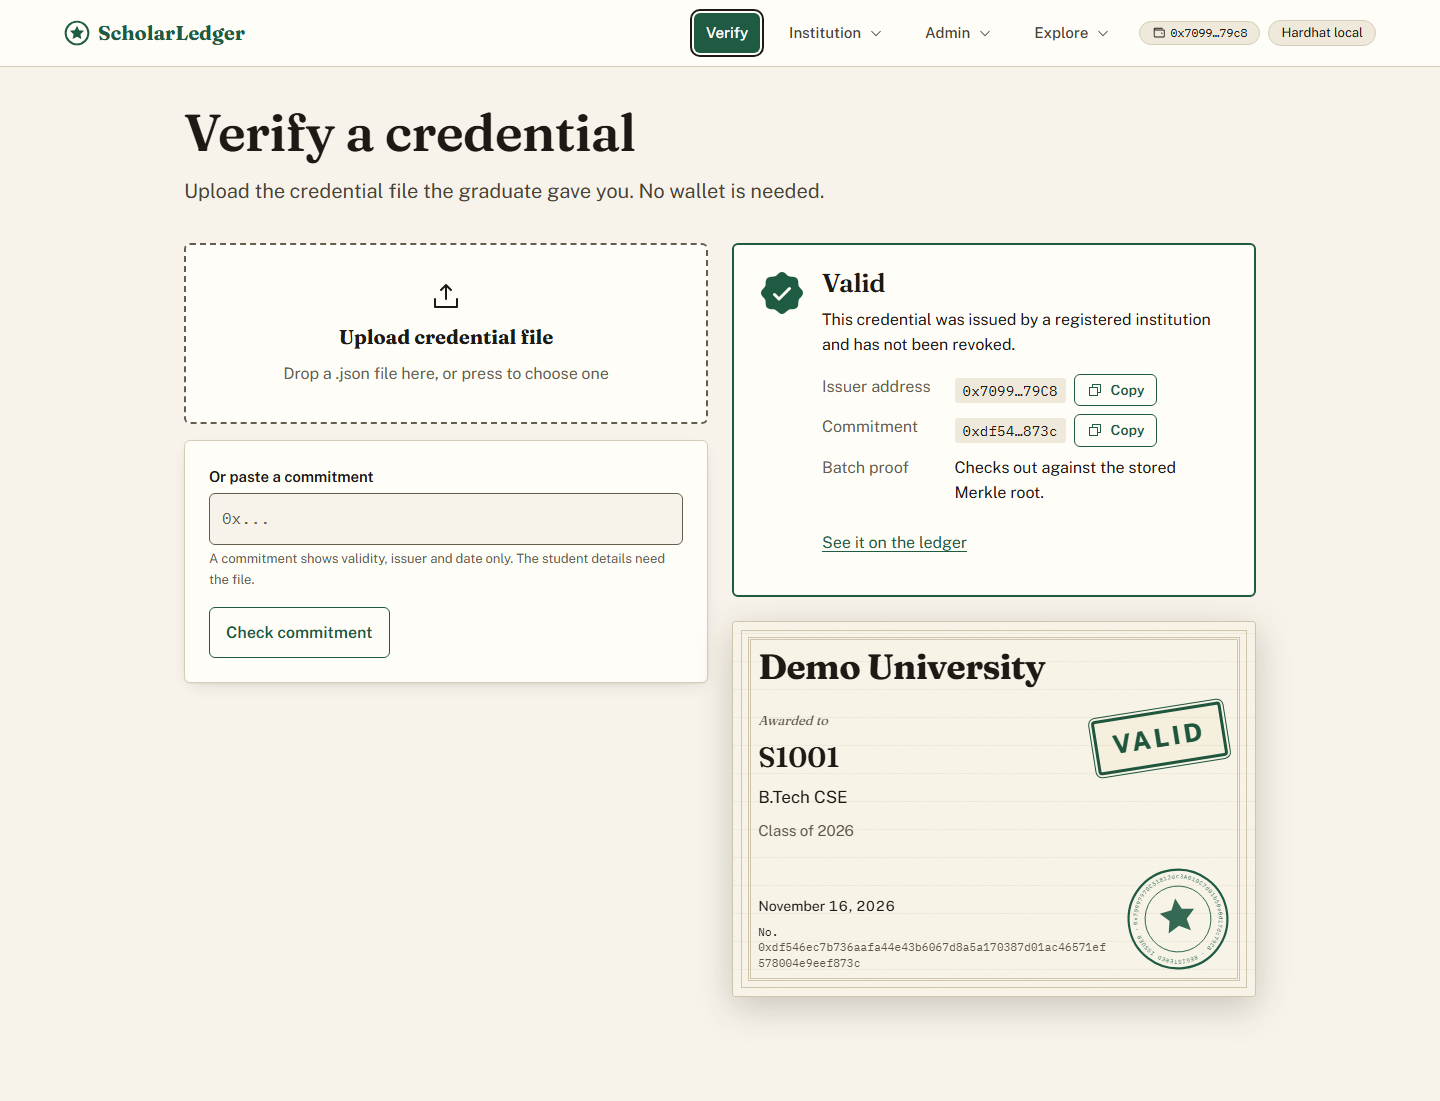 ScholarLedger
Verify
Institution
Admin
Explore
0x7099…79c8
Hardhat local
Verify a credential
Upload the credential file the graduate gave you. No wallet is needed.
Upload credential file
Drop a .json file here, or press to choose one
Or paste a commitment
0x...
A commitment shows validity, issuer and date only. The student details need
the file.
Check commitment
Valid
This credential was issued by a registered institution
and has not been revoked.
Issuer address
0x7099…79C8
Copy
Commitment
0xdf54…873c
Copy
Batch proof
Checks out against the stored
Merkle root.
See it on the ledger
Demo University
Awarded to
VALID
S1001
B.Tech CSE
Class of 2026
November 16, 2026
No.
0xdf546ec7b736aafa44e43b6067d8a5a170387d01ac46571ef
578004e9eef873c
REGISTERED ISSUER